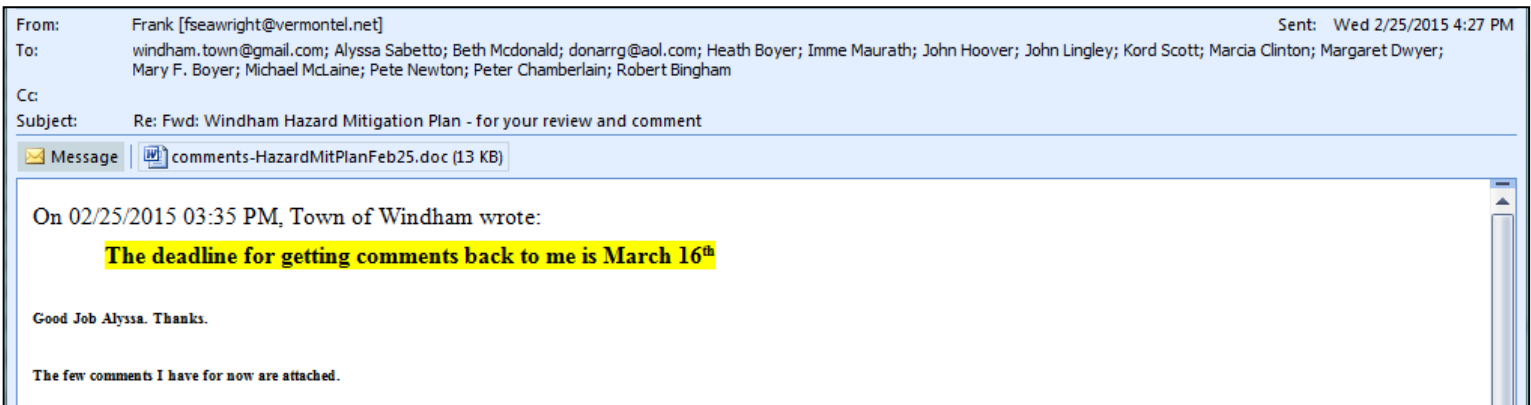 From: Frank [fseawright@vermontel.net] Sent: Wed 2/25/2015 4:27 PM
To: windham.town@gmail.com; Alyssa Sabetto; Beth Mcdonald; donarrg@aol.com; Heath Boyer; Imme Maurath; John Hoover; John Lingley; Kord Scott; Marcia Clinton; Margaret Dwyer;
Mary F. Boyer; Michael McLaine; Pete Newton; Peter Chamberlain; Robert Bingham
Cc:
Subject: Re: Fwd: Windham Hazard Mitigation Plan - for your review and comment
Message comments-HazardMitPlanFeb25.doc (13 KB)
On 02/25/2015 03:35 PM, Town of Windham wrote:
The deadline for getting comments back to me is March 16th
Good Job Alyssa. Thanks.
The few comments I have for now are attached.